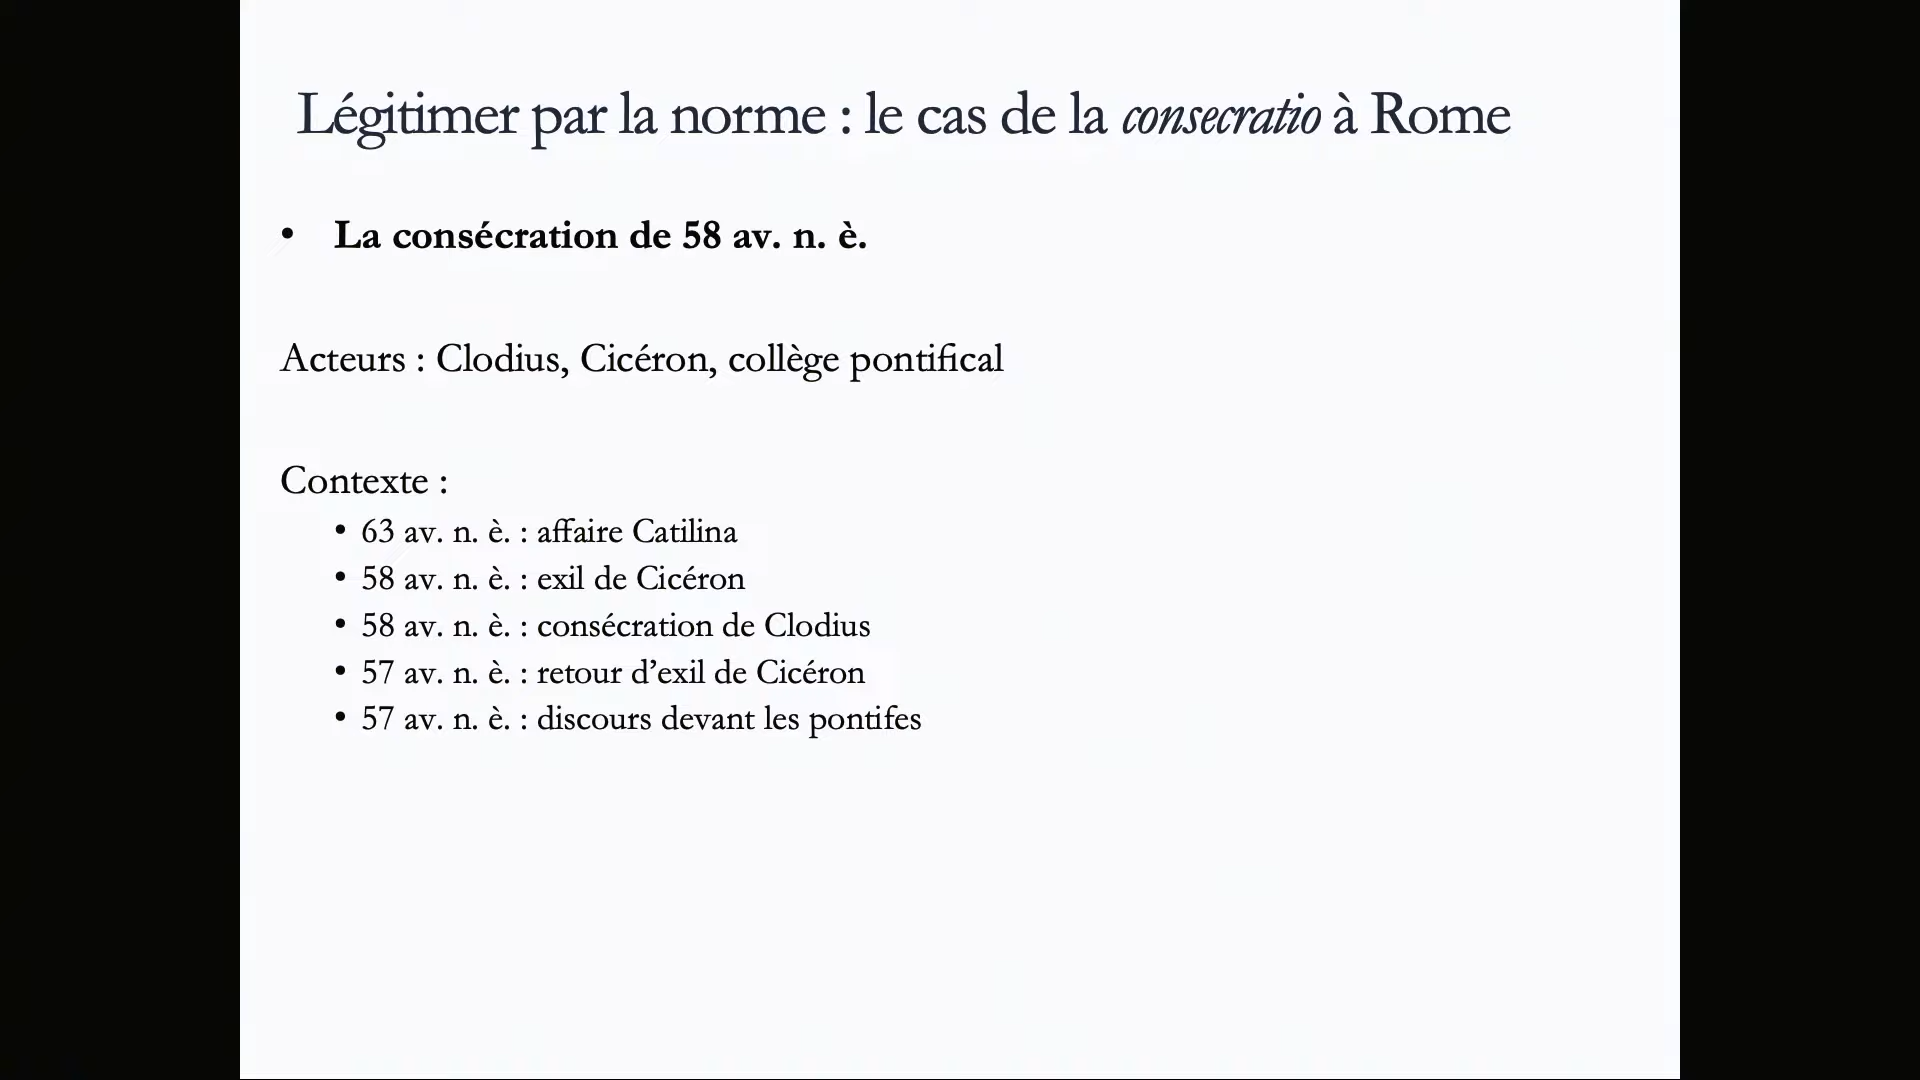 Légitimer par la norme : le cas de la consecratio à Rome
• La consécration de 58 av. n. è.
Acteurs : Clodius, Cicéron, collège pontifical
Contexte :
• 63 av. n. è. : affaire Catilina
• 58 av. n. è. : exil de Cicéron
• 58 av. n. è. : consécration de Clodius
• 57 av. n. è. : retour d’exil de Cicéron
• 57 av. n. è. : discours devant les pontifes